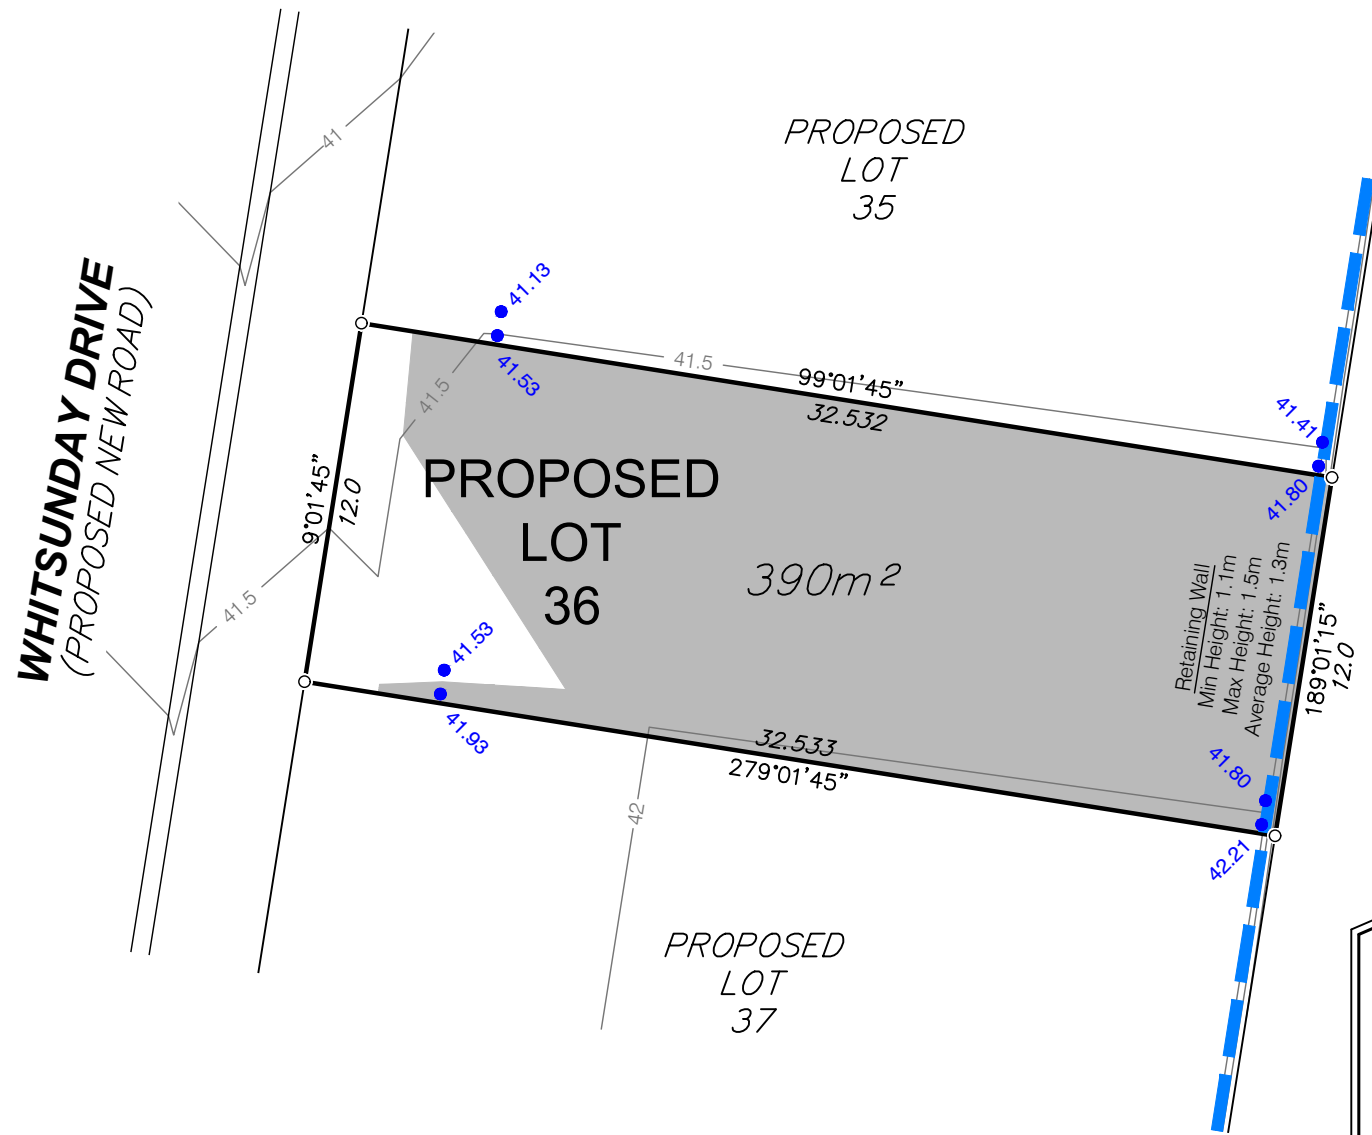 41
PROPOSED
LOT
35
WHITSUNDAY DRIVE
(PROPOSED NEW ROAD)
41.13
41.53
41.5
41.5
99°01'45"
32.532
41.41
41.80
9°01'45"
12.0
PROPOSED
LOT
36
390m²
Retaining Wall
Min Height: 1.1m
Max Height: 1.5m
Average Height: 1.3m
189°01'15"
12.0
41.5
41.53
41.93
32.533
279°01'45"
41.80
42.21
42
PROPOSED
LOT
37